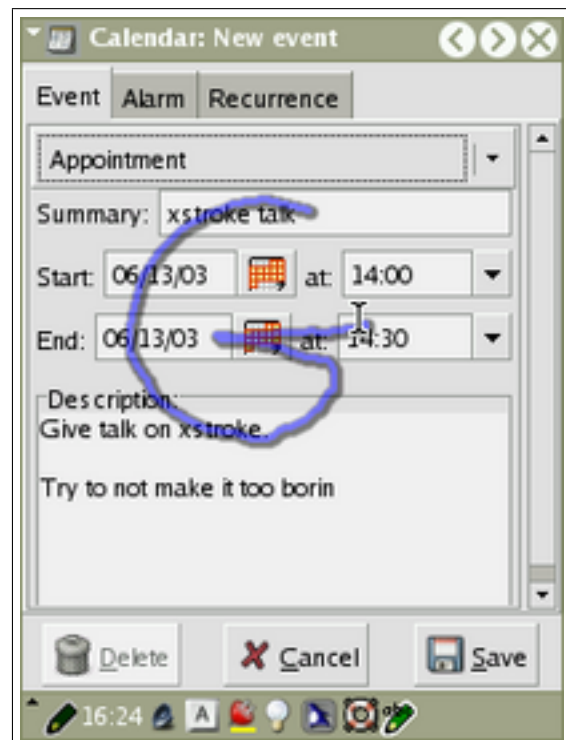 Calendar: New event
Event Alarm Recurrence
Appointment
Summary: xstroke talk
Start: 06/13/03 at: 14:00
End: 06/13/03 at: 14:30
Description:
Give talk on xstroke.
Try to not make it too borin
Delete Cancel Save
16:24 A abc